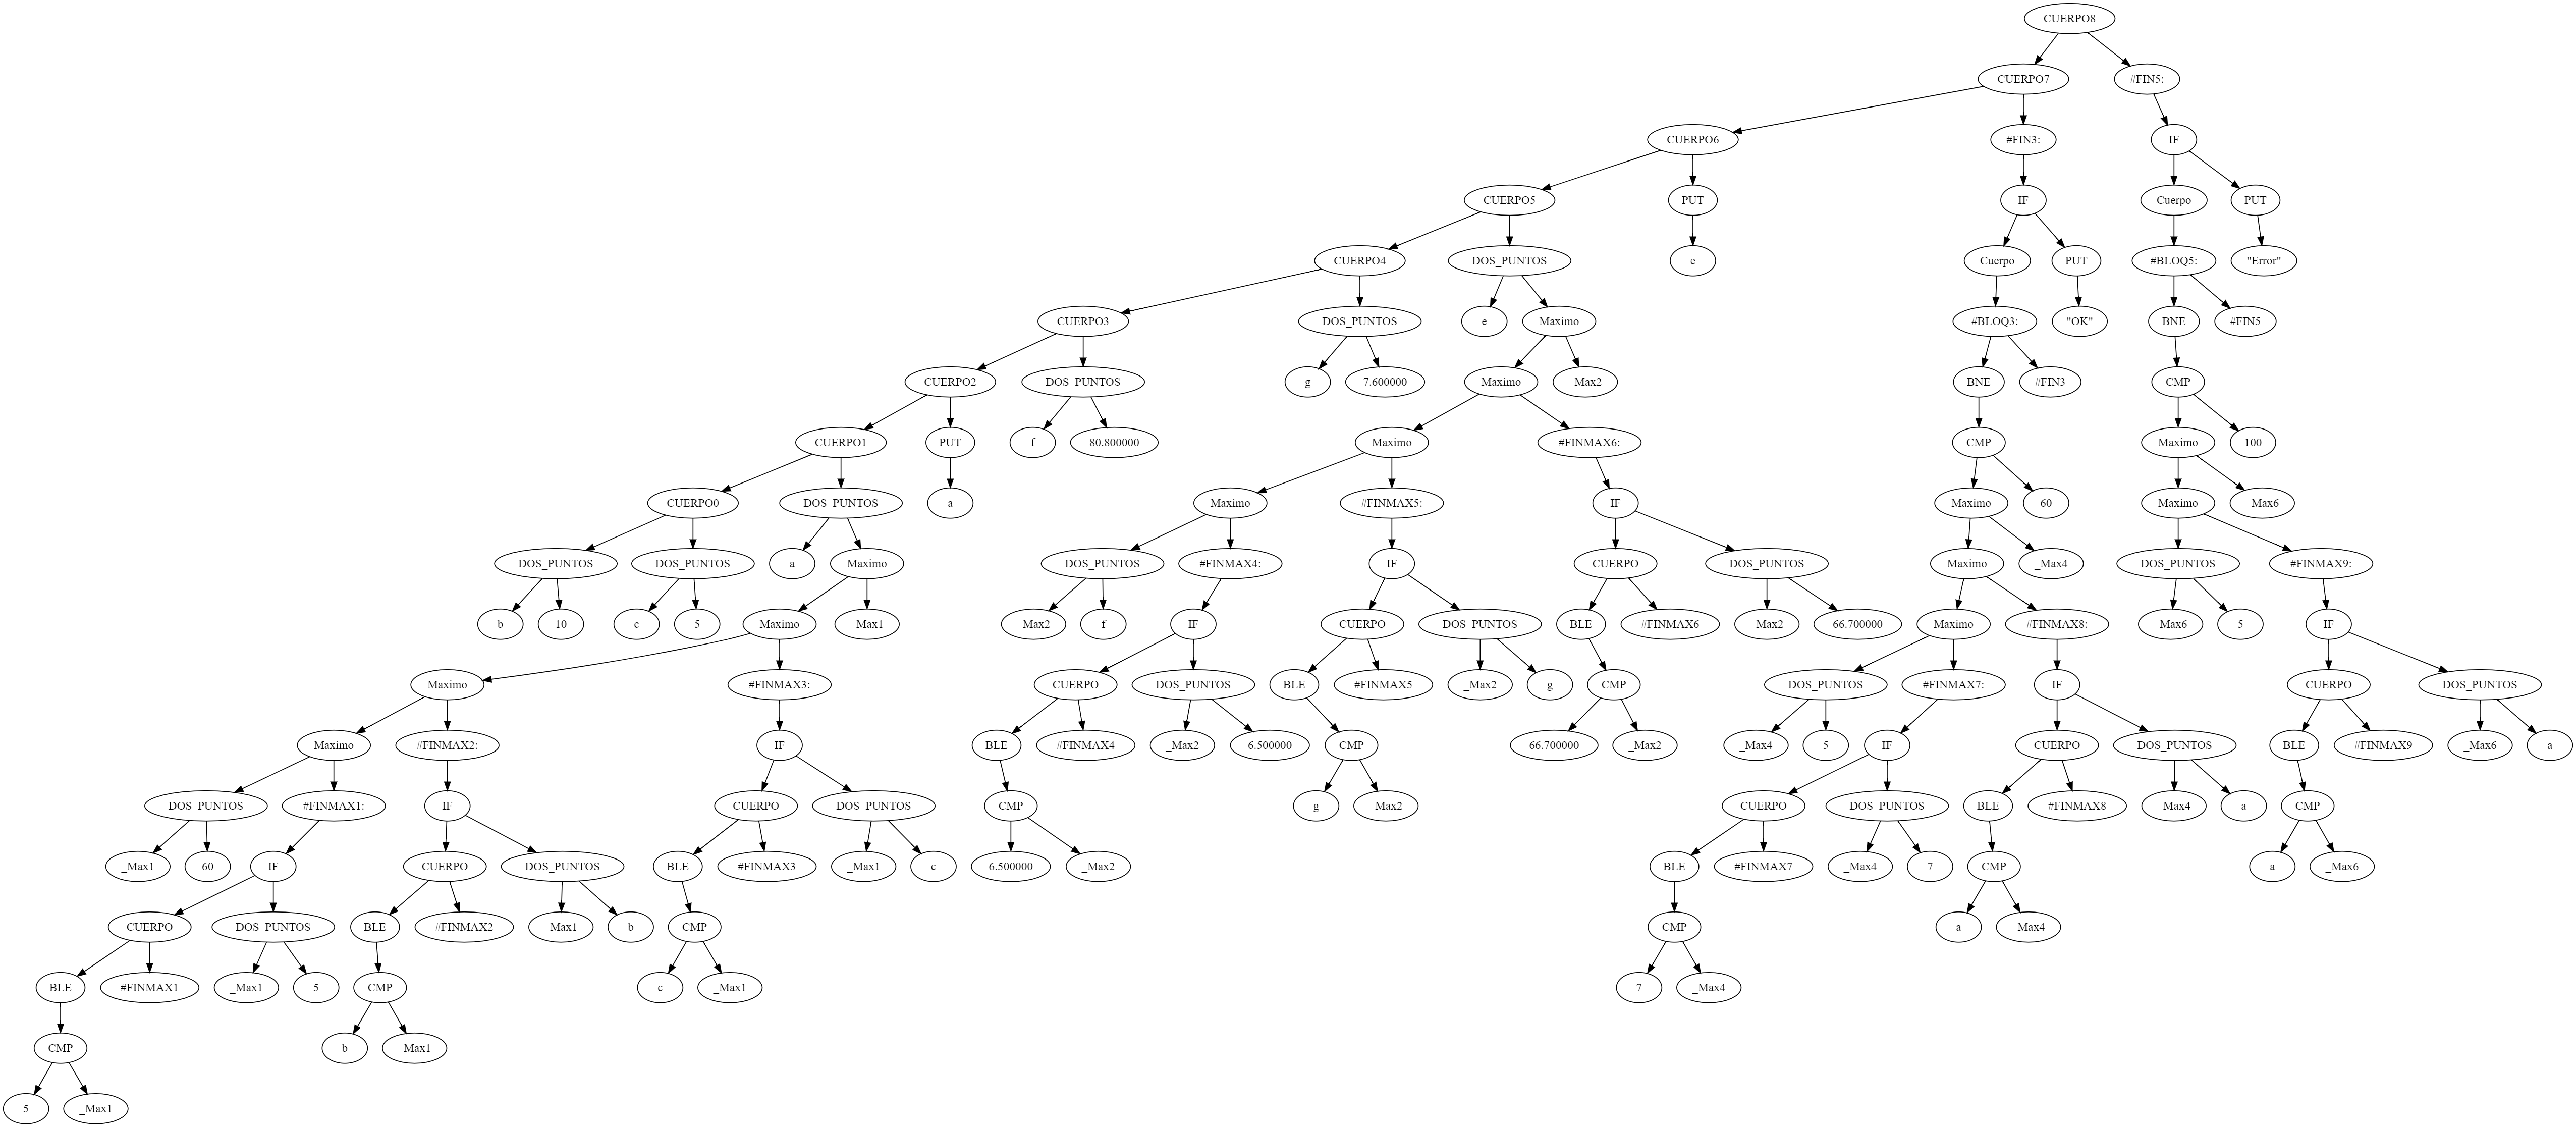 CUERPO8
CUERPO7 #FIN5:
CUERPO6 #FIN3: IF
CUERPO5 PUT IF Cuerpo PUT
CUERPO4 DOS_PUNTOS e Cuerpo PUT #BLOQ5: "Error"
CUERPO3 DOS_PUNTOS e Maximo #BLOQ3: "OK" BNE #FIN5
CUERPO2 DOS_PUNTOS g 7.600000 Maximo _Max2 BNE #FIN3 CMP
CUERPO1 PUT f 80.800000 Maximo #FINMAX6: CMP Maximo 100
CUERPO0 DOS_PUNTOS a Maximo #FINMAX5: IF Maximo 60 Maximo _Max6
DOS_PUNTOS DOS_PUNTOS a Maximo DOS_PUNTOS #FINMAX4: IF CUERPO DOS_PUNTOS Maximo _Max4 DOS_PUNTOS #FINMAX9:
b 10 c 5 Maximo _Max1 _Max2 f IF CUERPO DOS_PUNTOS BLE #FINMAX6 _Max2 66.700000 Maximo #FINMAX8: _Max6 5 IF
Maximo #FINMAX3: CUERPO DOS_PUNTOS BLE #FINMAX5 _Max2 g CMP DOS_PUNTOS #FINMAX7: IF CUERPO DOS_PUNTOS
Maximo #FINMAX2: IF BLE #FINMAX4 _Max2 6.500000 CMP 66.700000 _Max2 _Max4 5 IF CUERPO DOS_PUNTOS BLE #FINMAX9 _Max6 a
DOS_PUNTOS #FINMAX1: IF CUERPO DOS_PUNTOS CMP g _Max2 CUERPO DOS_PUNTOS BLE #FINMAX8 _Max4 a CMP
_Max1 60 IF CUERPO DOS_PUNTOS BLE #FINMAX3 _Max1 c 6.500000 _Max2 BLE #FINMAX7 _Max4 7 CMP a _Max6
CUERPO DOS_PUNTOS BLE #FINMAX2 _Max1 b CMP CMP a _Max4
BLE #FINMAX1 _Max1 5 CMP c _Max1 7 _Max4
CMP b _Max1
5 _Max1